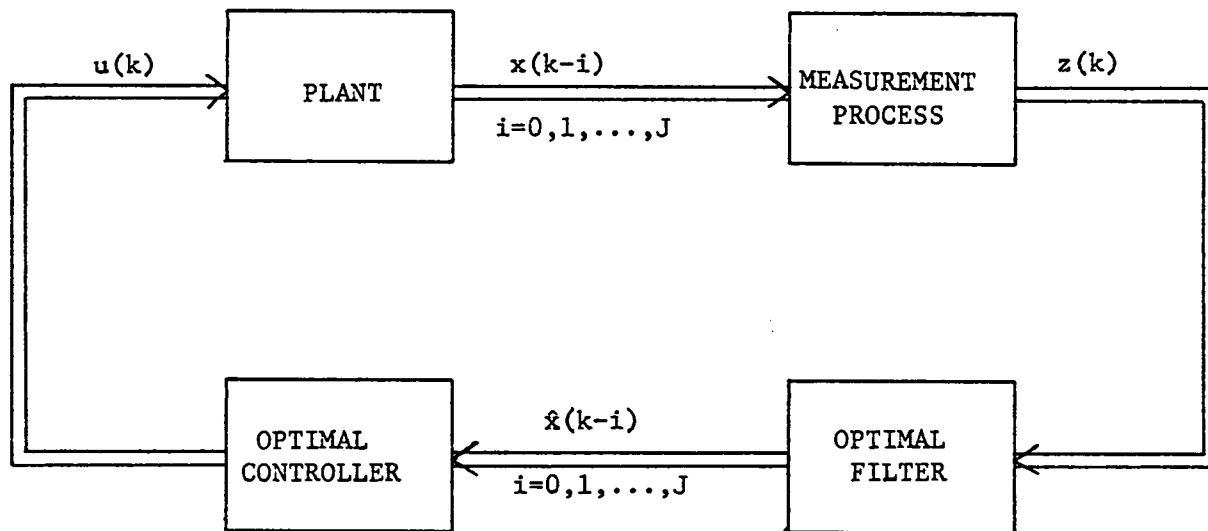 u(k)
PLANT
x(k-i)
i=0,1,...,J
MEASUREMENT
PROCESS
z(k)
OPTIMAL
CONTROLLER
x̂(k-i)
i=0,1,...,J
OPTIMAL
FILTER